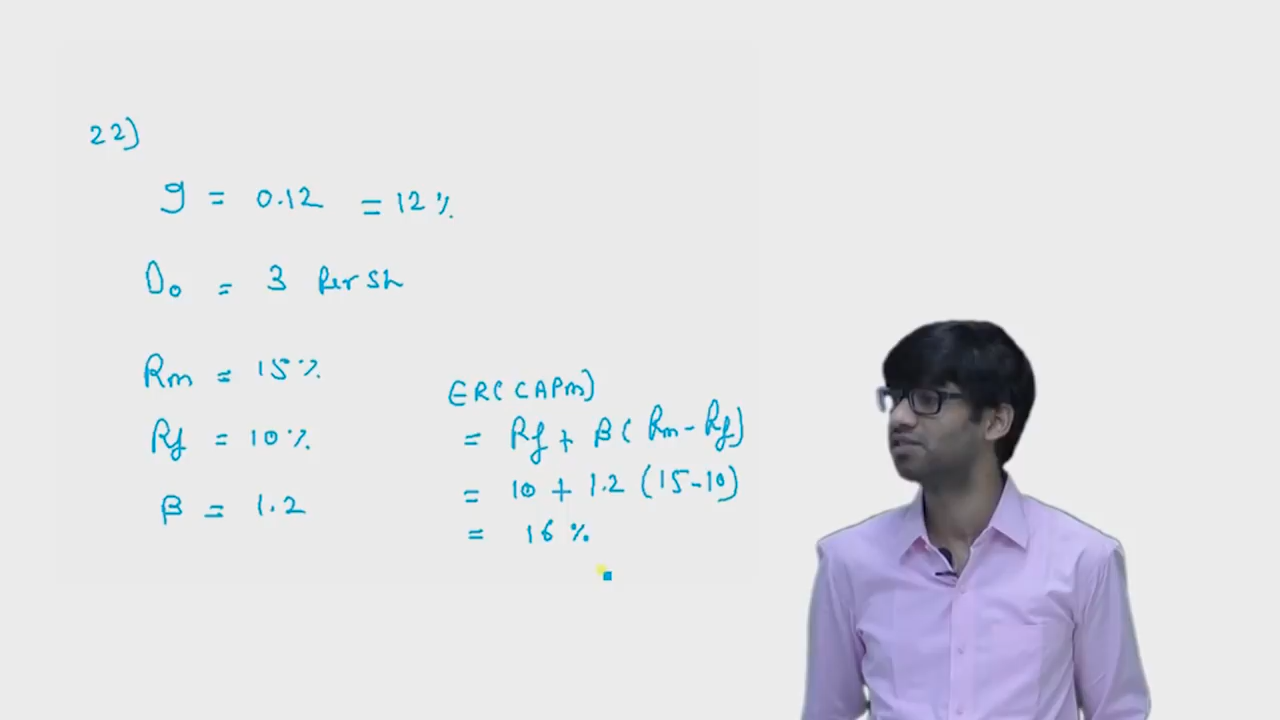 22)
g = 0.12 = 12%
D₀ = 3 Per Sh
Rm = 15%
Rf = 10%
β = 1.2
ER(CAPM)
= Rf + β(Rm-Rf)
= 10 + 1.2 (15-10)
= 16%